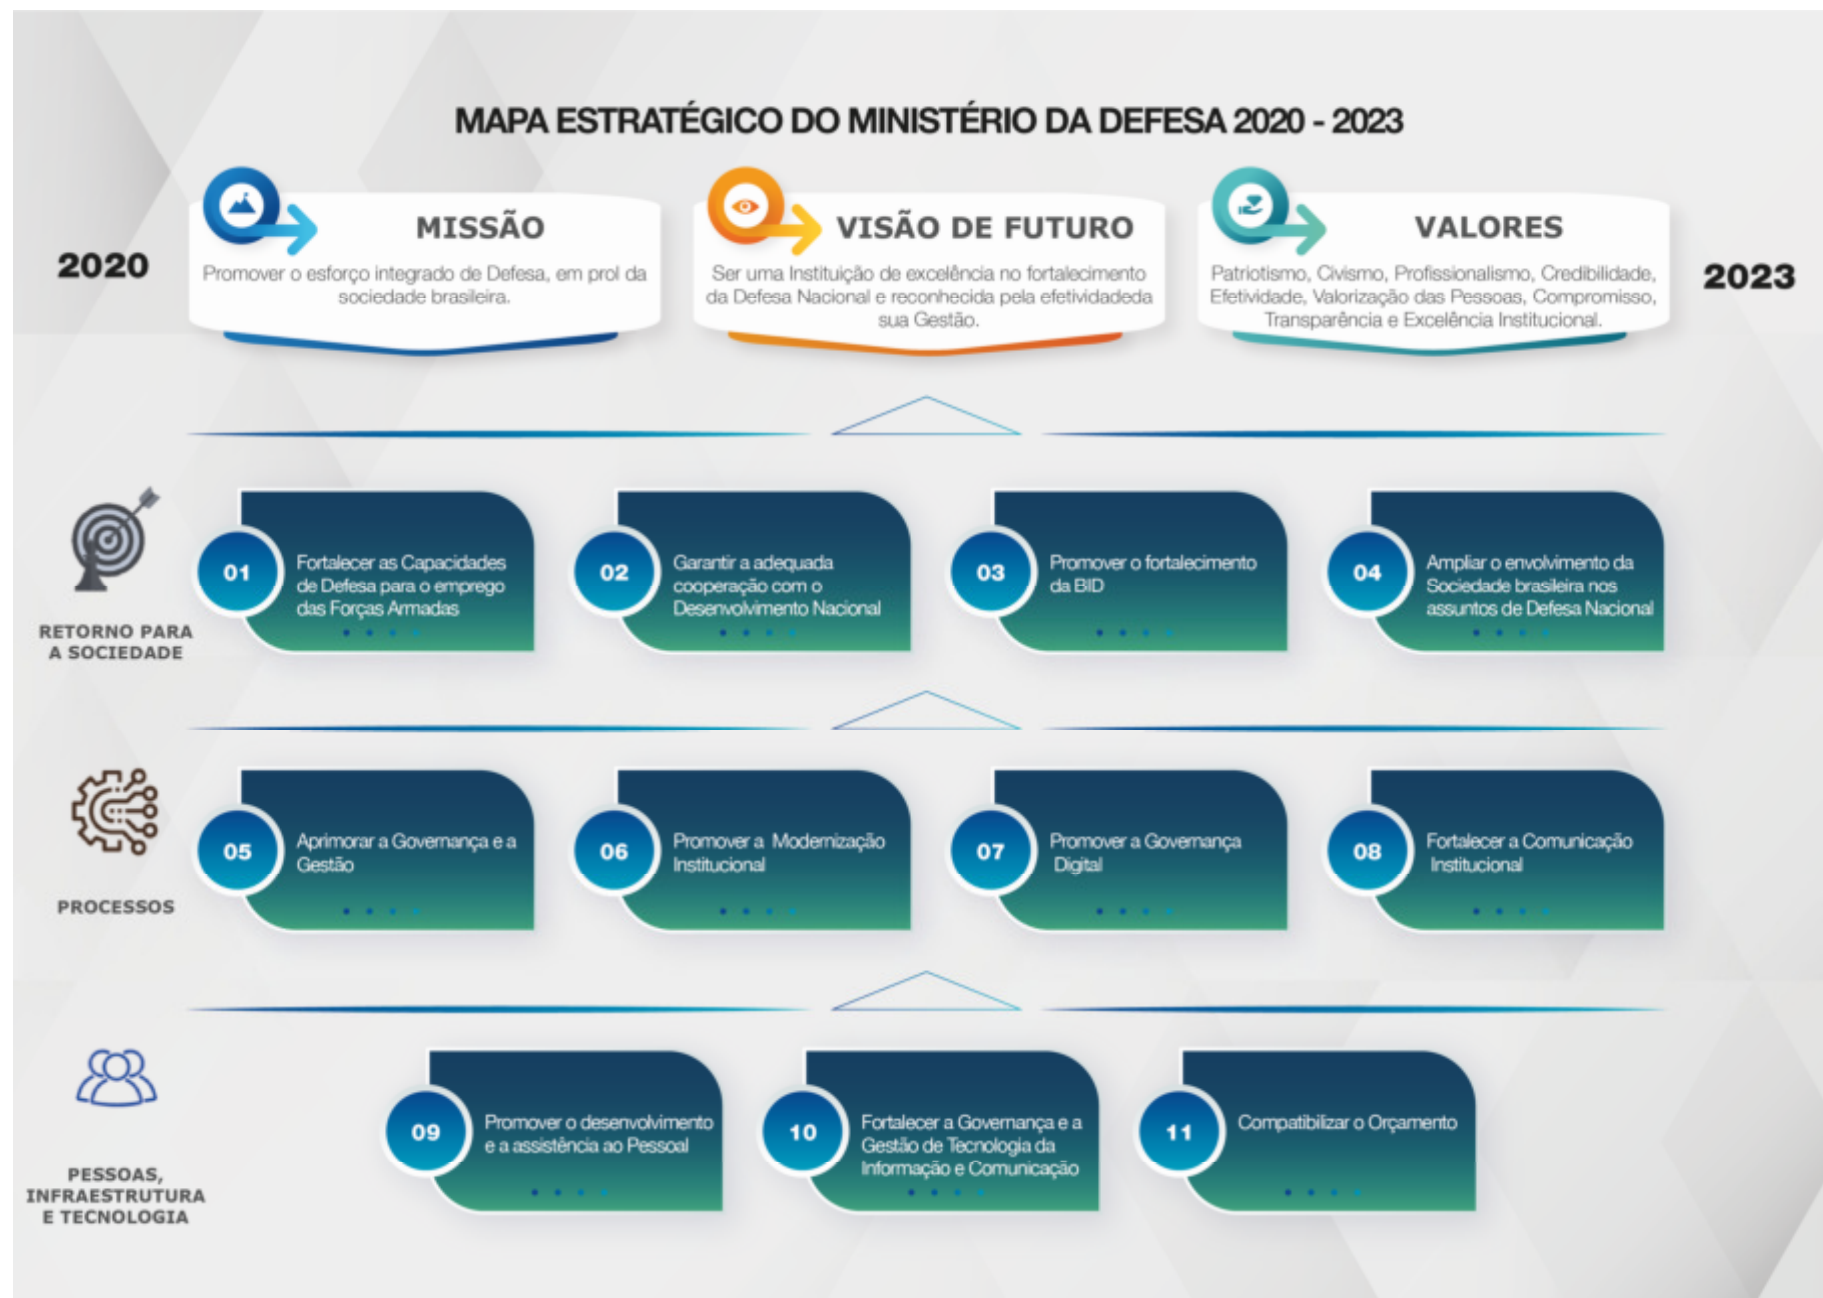 MAPA ESTRATÉGICO DO MINISTÉRIO DA DEFESA 2020 - 2023
2020
MISSÃO
Promover o esforço integrado de Defesa, em prol da
sociedade brasileira.
VISÃO DE FUTURO
Ser uma Instituição de excelência no fortalecimento
da Defesa Nacional e reconhecida pela efetividadeda
sua Gestão.
VALORES
Patriotismo, Civismo, Profissionalismo, Credibilidade,
Efetividade, Valorização das Pessoas, Compromisso,
Transparência e Excelência Institucional.
2023
RETORNO PARA
A SOCIEDADE
01
Fortalecer as Capacidades
de Defesa para o emprego
das Forças Armadas
02
Garantir a adequada
cooperação com o
Desenvolvimento Nacional
03
Promover o fortalecimento
da BID
04
Ampliar o envolvimento da
Sociedade brasileira nos
assuntos de Defesa Nacional
PROCESSOS
05
Aprimorar a Governança e a
Gestão
06
Promover a Modernização
Institucional
07
Promover a Governança
Digital
08
Fortalecer a Comunicação
Institucional
PESSOAS,
INFRAESTRUTURA
E TECNOLOGIA
09
Promover o desenvolvimento
e a assistência ao Pessoal
10
Fortalecer a Governança e a
Gestão de Tecnologia da
Informação e Comunicação
11
Compatibilizar o Orçamento